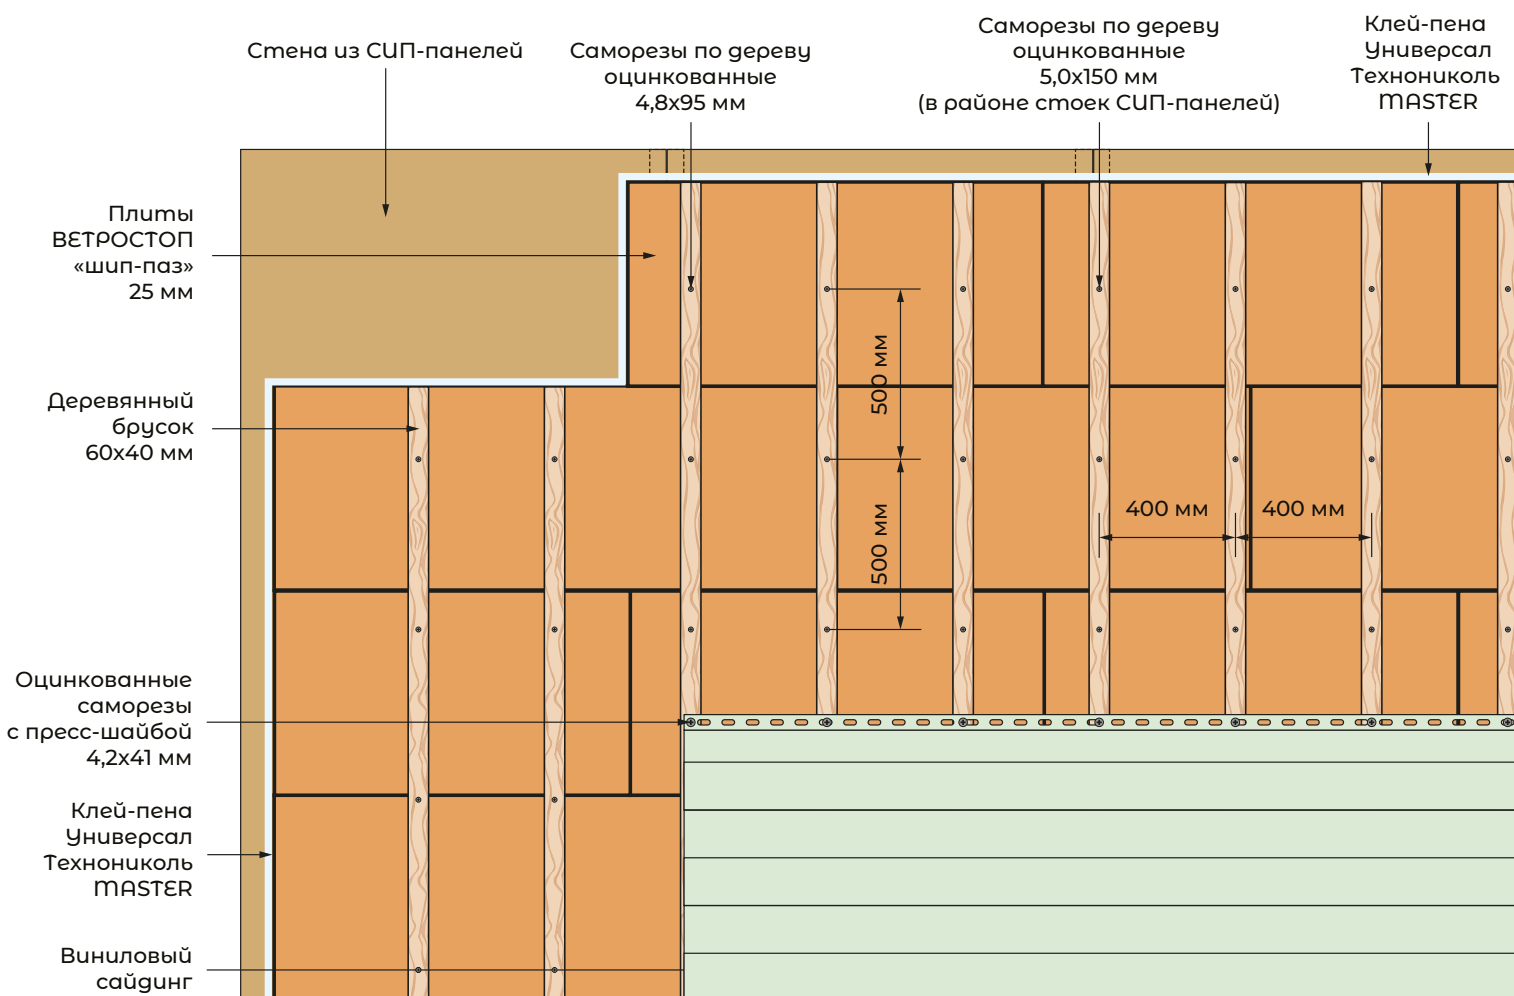 Стена из СИП-панелей
Саморезы по дереву
оцинкованные
4,8х95 мм
Саморезы по дереву
оцинкованные
5,0х150 мм
(в районе стоек СИП-панелей)
Клей-пена
Универсал
Технониколь
MASTER
Плиты
ВЕТРОСТОП
«шип-паз»
25 мм
Деревянный
брусок
60х40 мм
500 мм
500 мм
400 мм
400 мм
Оцинкованные
саморезы
с пресс-шайбой
4,2х41 мм
Клей-пена
Универсал
Технониколь
MASTER
Виниловый
сайдинг